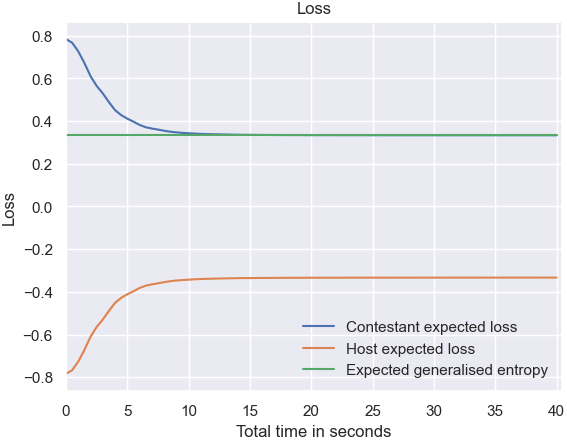 Loss
0.8
0.6
0.4
0.2
0.0
−0.2
−0.4
−0.6
−0.8
Loss
Contestant expected loss
Host expected loss
Expected generalised entropy
0 5 10 15 20 25 30 35 40
Total time in seconds